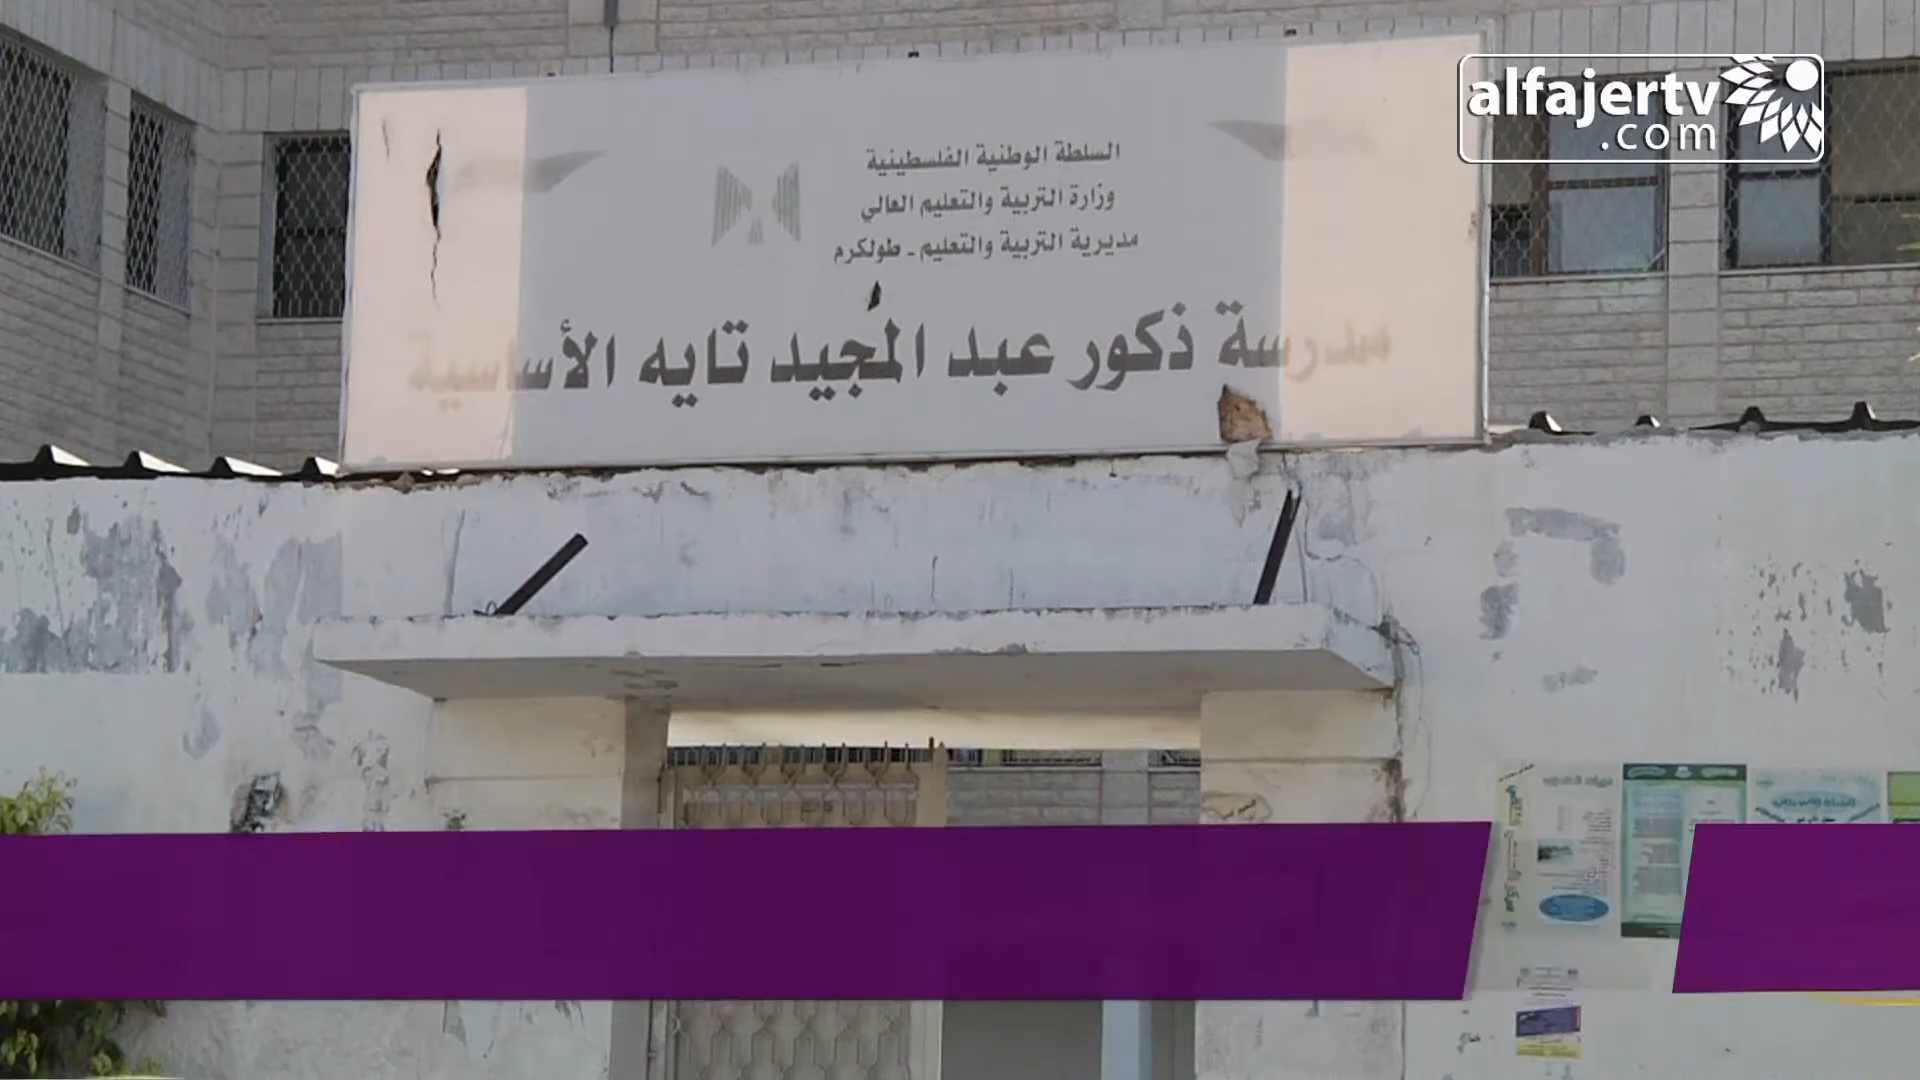 alfajertv
.com
السلطة الوطنية الفلسطينية
وزارة التربية والتعليم العالي
مديرية التربية والتعليم - طولكرم
مدرسة ذكور عبد المُجيد تايه الأساسية